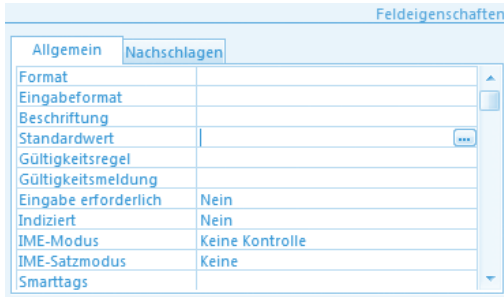 Feldeigenschaften
Allgemein Nachschlagen
Format
Eingabeformat
Beschriftung
Standardwert ...
Gültigkeitsregel
Gültigkeitsmeldung
Eingabe erforderlich Nein
Indiziert Nein
IME-Modus Keine Kontrolle
IME-Satzmodus Keine
Smarttags